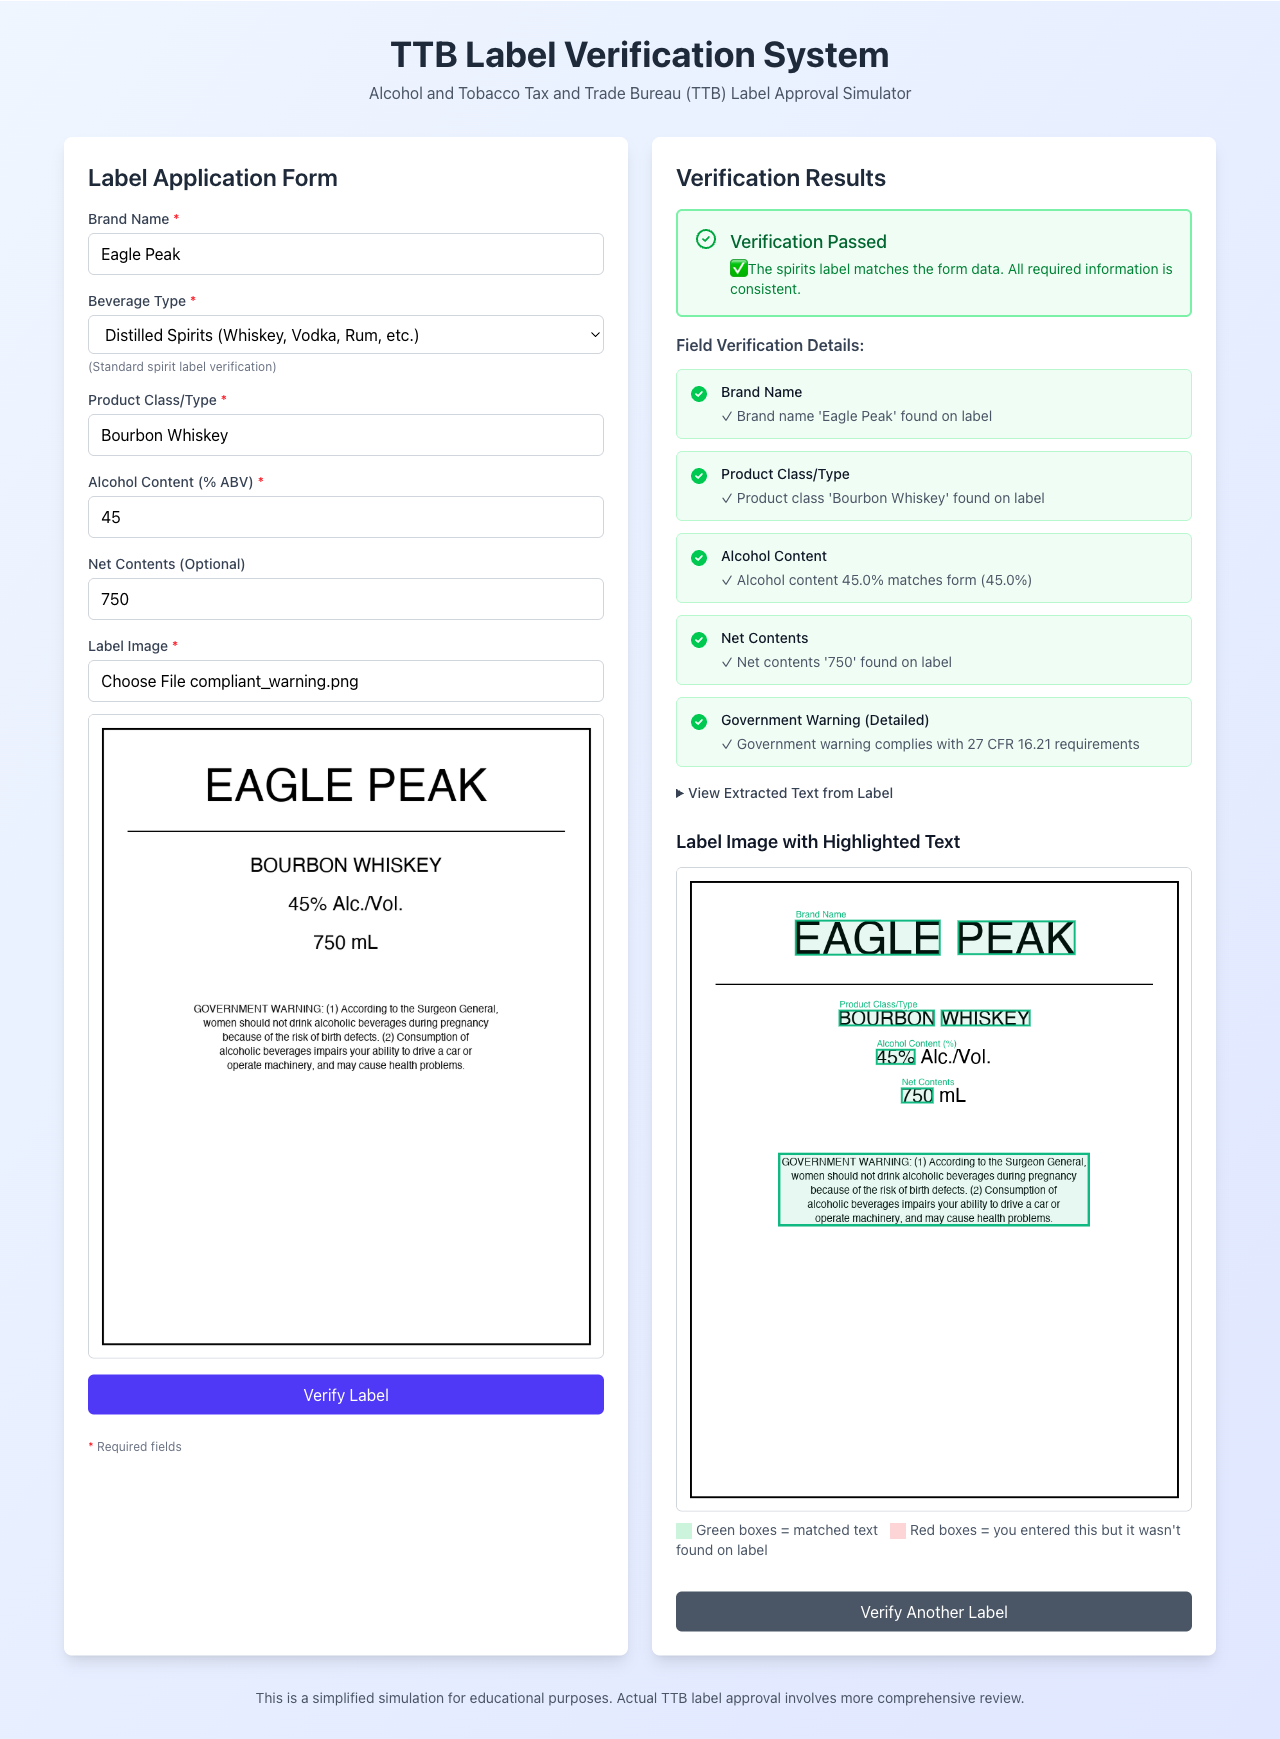 TTB Label Verification System
Alcohol and Tobacco Tax and Trade Bureau (TTB) Label Approval Simulator
Label Application Form
Brand Name *
Eagle Peak
Beverage Type *
Distilled Spirits (Whiskey, Vodka, Rum, etc.)
(Standard spirit label verification)
Product Class/Type *
Bourbon Whiskey
Alcohol Content (% ABV) *
45
Net Contents (Optional)
750
Label Image *
Choose File compliant_warning.png
EAGLE PEAK
BOURBON WHISKEY
45% Alc./Vol.
750 mL
GOVERNMENT WARNING: (1) According to the Surgeon General,
women should not drink alcoholic beverages during pregnancy
because of the risk of birth defects. (2) Consumption of
alcoholic beverages impairs your ability to drive a car or
operate machinery, and may cause health problems.
Verify Label
* Required fields
Verification Results
Verification Passed
✅The spirits label matches the form data. All required information is
consistent.
Field Verification Details:
Brand Name
✓ Brand name 'Eagle Peak' found on label
Product Class/Type
✓ Product class 'Bourbon Whiskey' found on label
Alcohol Content
✓ Alcohol content 45.0% matches form (45.0%)
Net Contents
✓ Net contents '750' found on label
Government Warning (Detailed)
✓ Government warning complies with 27 CFR 16.21 requirements
▶ View Extracted Text from Label
Label Image with Highlighted Text
Brand Name
EAGLE PEAK
Product Class/Type
BOURBON WHISKEY
Alcohol Content (%)
45% Alc./Vol.
Net Contents
750 mL
GOVERNMENT WARNING: (1) According to the Surgeon General,
women should not drink alcoholic beverages during pregnancy
because of the risk of birth defects. (2) Consumption of
alcoholic beverages impairs your ability to drive a car or
operate machinery, and may cause health problems.
Green boxes = matched text Red boxes = you entered this but it wasn't
found on label
Verify Another Label
This is a simplified simulation for educational purposes. Actual TTB label approval involves more comprehensive review.